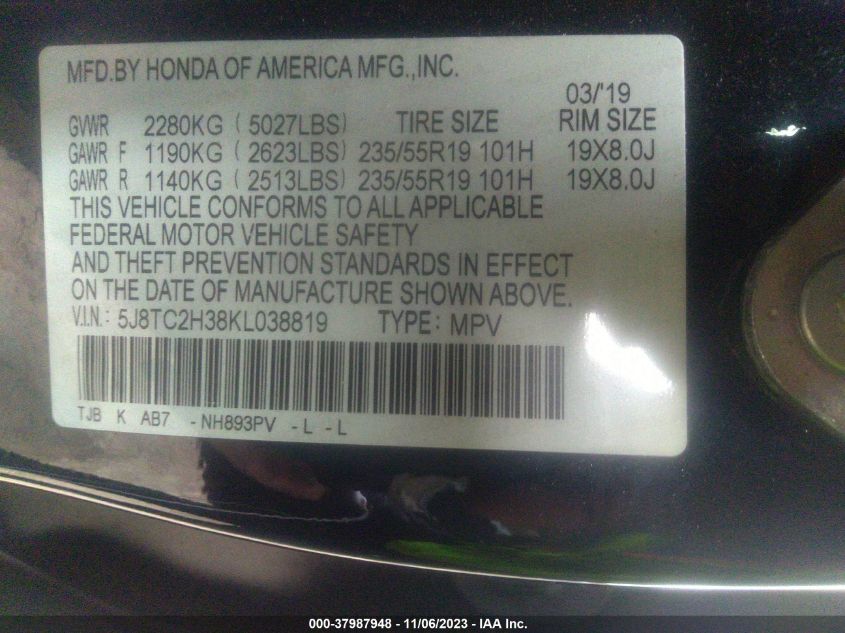 MFD.BY HONDA OF AMERICA MFG.,INC.
03/'19
GVWR 2280KG ( 5027LBS) TIRE SIZE RIM SIZE
GAWR F 1190KG ( 2623LBS) 235/55R19 101H 19X8.0J
GAWR R 1140KG ( 2513LBS) 235/55R19 101H 19X8.0J
THIS VEHICLE CONFORMS TO ALL APPLICABLE
FEDERAL MOTOR VEHICLE SAFETY
AND THEFT PREVENTION STANDARDS IN EFFECT
ON THE DATE OF MANUFACTURE SHOWN ABOVE.
V.I.N.: 5J8TC2H38KL038819 TYPE: MPV
TJB K AB7 -NH893PV -L -L
000-37987948 - 11/06/2023 - IAA Inc.